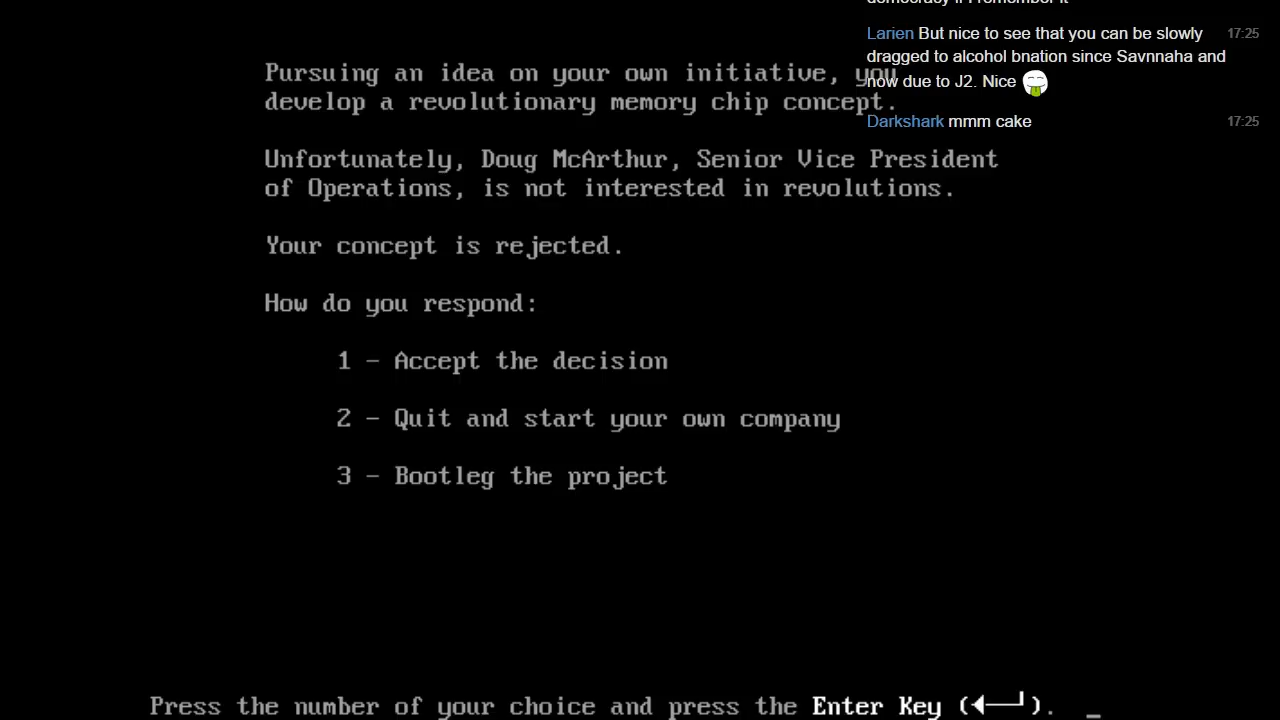 democracy if I remember it
Larien But nice to see that you can be slowly 17:25
dragged to alcohol bnation since Savnnaha and
now due to J2. Nice
Darkshark mmm cake 17:25
Pursuing an idea on your own initiative, you
develop a revolutionary memory chip concept.
Unfortunately, Doug McArthur, Senior Vice President
of Operations, is not interested in revolutions.
Your concept is rejected.
How do you respond:
1 - Accept the decision
2 - Quit and start your own company
3 - Bootleg the project
Press the number of your choice and press the Enter Key (◄─┘). _